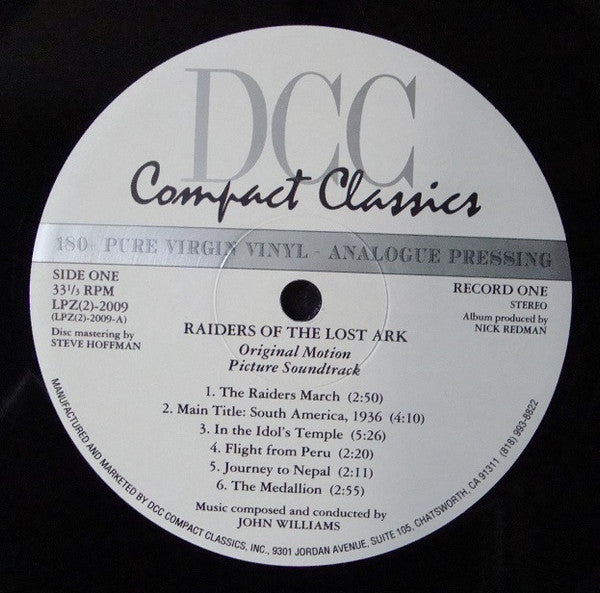 DCC
Compact Classics
180+ PURE VIRGIN VINYL - ANALOGUE PRESSING
SIDE ONE
33⅓ RPM
LPZ(2)-2009
(LPZ(2)-2009-A)
Disc mastering by
STEVE HOFFMAN
RECORD ONE
STEREO
Album produced by
NICK REDMAN
RAIDERS OF THE LOST ARK
Original Motion
Picture Soundtrack
1. The Raiders March (2:50)
2. Main Title: South America, 1936 (4:10)
3. In the Idol's Temple (5:26)
4. Flight from Peru (2:20)
5. Journey to Nepal (2:11)
6. The Medallion (2:55)
Music composed and conducted by
JOHN WILLIAMS
MANUFACTURED AND MARKETED BY DCC COMPACT CLASSICS, INC., 9301 JORDAN AVENUE, SUITE 105, CHATSWORTH, CA 91311 (818) 993-8822